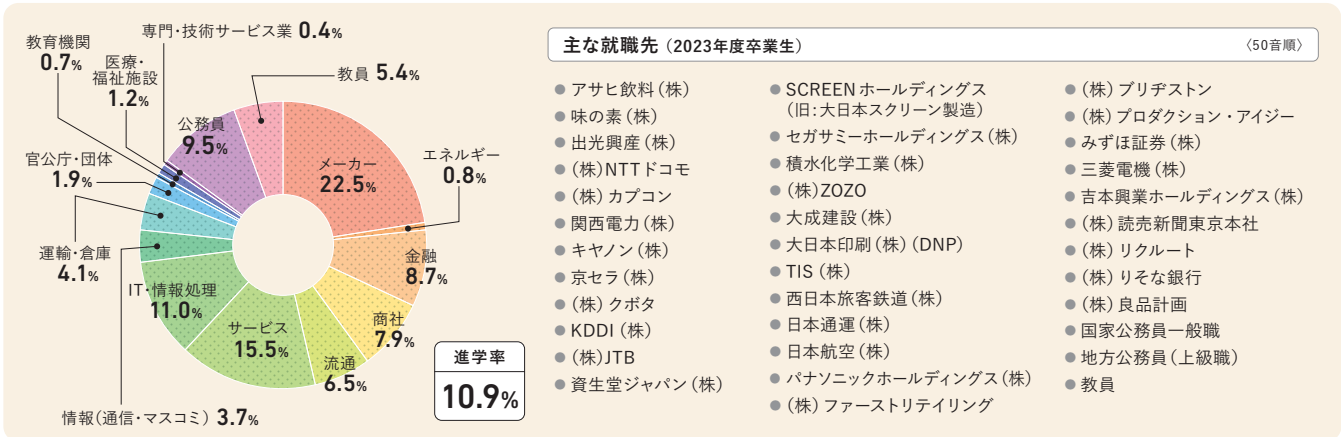 専門・技術サービス業 0.4%
教育機関
0.7%
医療・
福祉施設
1.2%
教員 5.4%
公務員
9.5%
官公庁・団体
1.9%
メーカー
22.5%
エネルギー
0.8%
運輸・倉庫
4.1%
金融
8.7%
IT・情報処理
11.0%
商社
7.9%
サービス
15.5%
流通
6.5%
情報(通信・マスコミ) 3.7%
進学率
10.9%
主な就職先(2023年度卒業生)
〈50音順〉
● アサヒ飲料(株)
● 味の素(株)
● 出光興産(株)
● (株)NTTドコモ
● (株)カプコン
● 関西電力(株)
● キヤノン(株)
● 京セラ(株)
● (株)クボタ
● KDDI(株)
● (株)JTB
● 資生堂ジャパン(株)
● SCREENホールディングス
(旧:大日本スクリーン製造)
● セガサミーホールディングス(株)
● 積水化学工業(株)
● (株)ZOZO
● 大成建設(株)
● 大日本印刷(株)(DNP)
● TIS(株)
● 西日本旅客鉄道(株)
● 日本通運(株)
● 日本航空(株)
● パナソニックホールディングス(株)
● (株)ファーストリテイリング
● (株)ブリヂストン
● (株)プロダクション・アイジー
● みずほ証券(株)
● 三菱電機(株)
● 吉本興業ホールディングス(株)
● (株)読売新聞東京本社
● (株)リクルート
● (株)りそな銀行
● (株)良品計画
● 国家公務員一般職
● 地方公務員(上級職)
● 教員